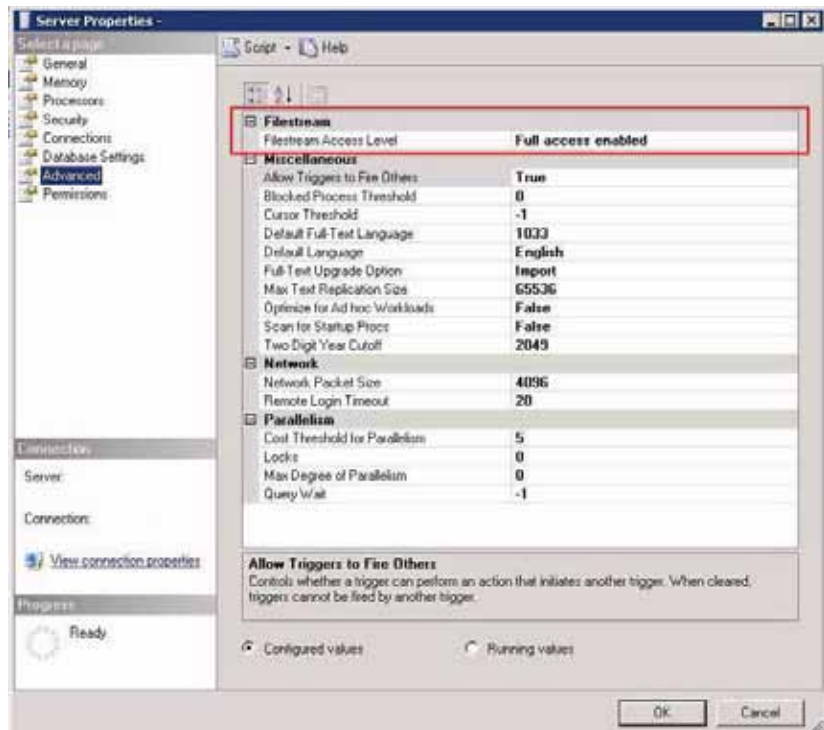 Server Properties -
Select a page
General
Memory
Processors
Security
Connections
Database Settings
Advanced
Permissions
Script
Help
Filestream
Filestream Access Level Full access enabled
Miscellaneous
Allow Triggers to Fire Others True
Blocked Process Threshold 0
Cursor Threshold -1
Default Full-Text Language 1033
Default Language English
Full-Text Upgrade Option Import
Max Text Replication Size 65536
Optimize for Ad hoc Workloads False
Scan for Startup Procs False
Two Digit Year Cutoff 2049
Network
Network Packet Size 4096
Remote Login Timeout 20
Parallelism
Cost Threshold for Parallelism 5
Locks 0
Max Degree of Parallelism 0
Query Wait -1
Connection
Server:
Connection:
View connection properties
Progress
Ready
Allow Triggers to Fire Others
Controls whether a trigger can perform an action that initiates another trigger. When cleared,
triggers cannot be fired by another trigger.
Configured values
Running values
OK
Cancel